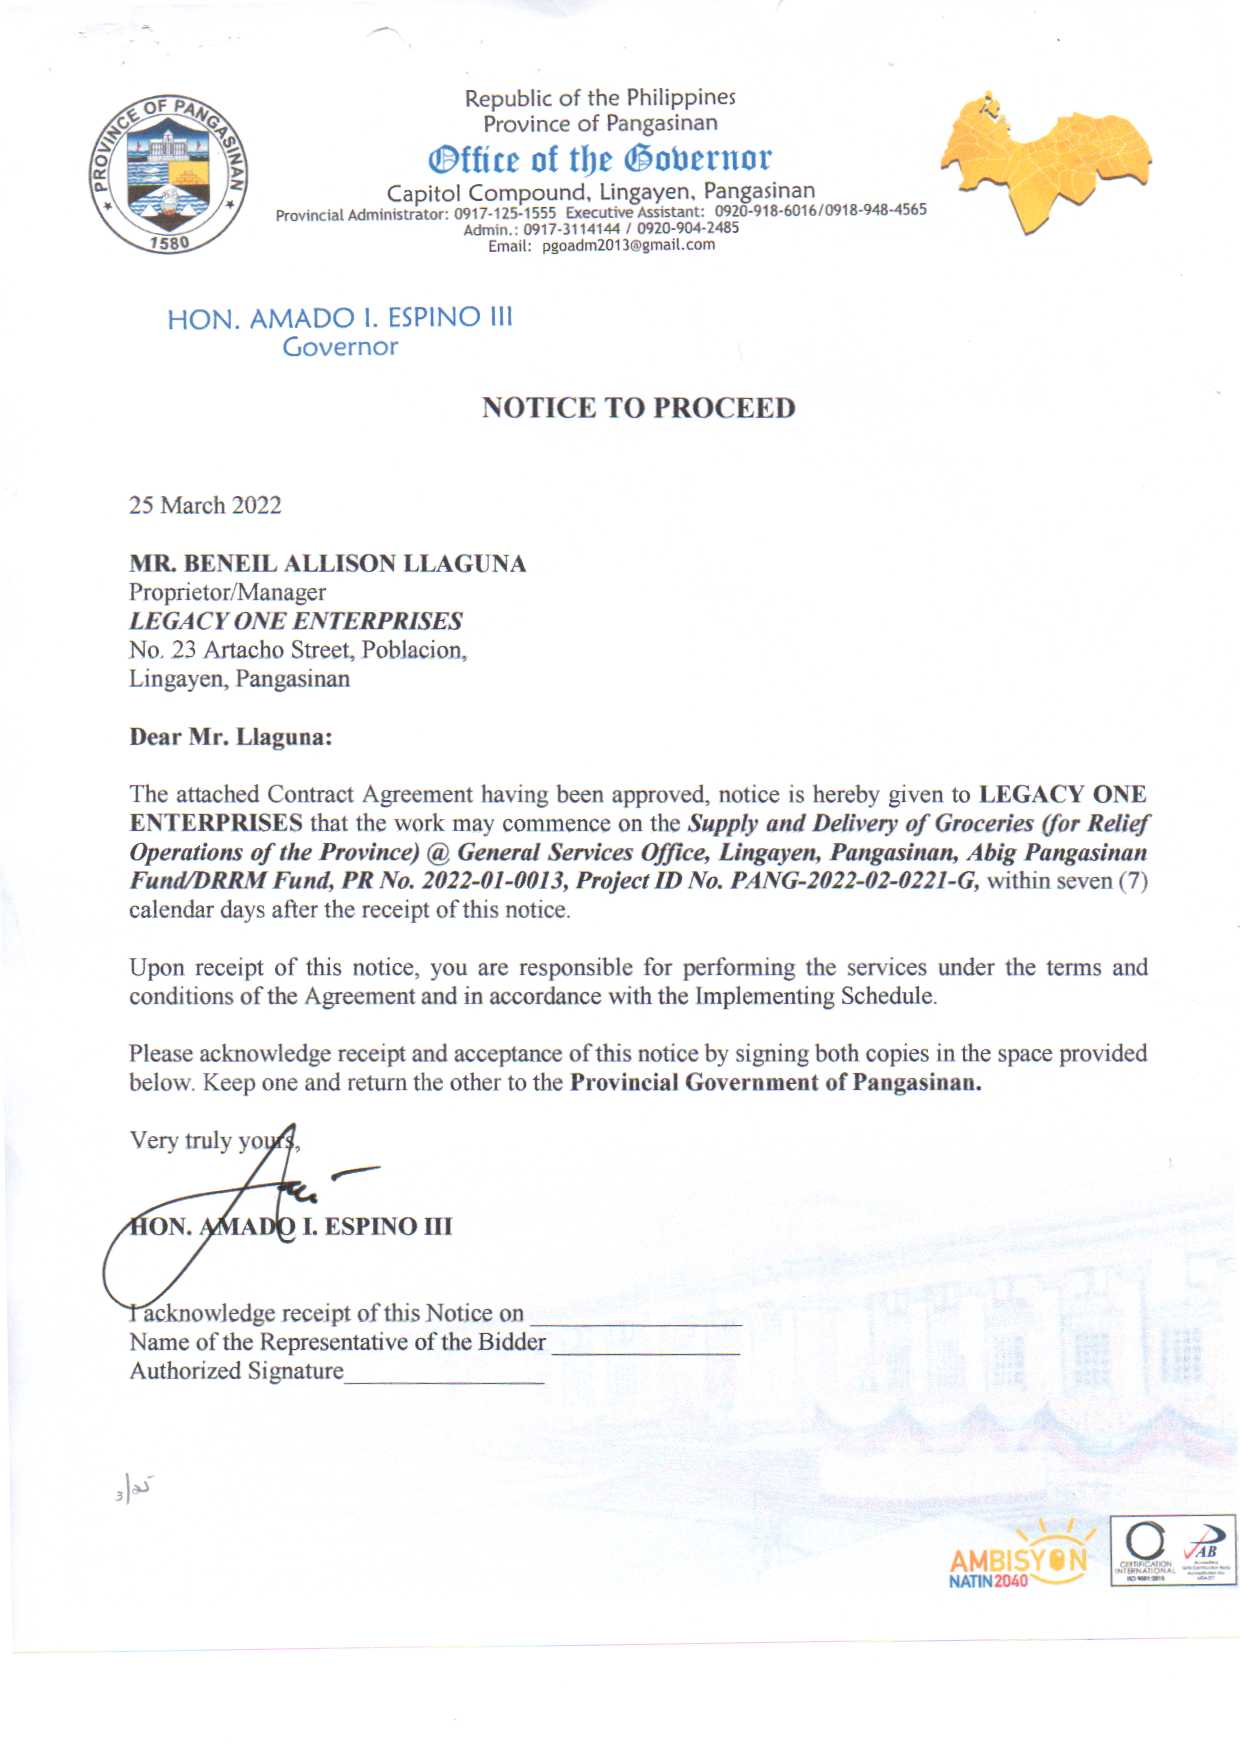 Republic of the Philippines
Province of Pangasinan
Office of the Governor
Capitol Compound, Lingayen, Pangasinan
Provincial Administrator: 0917-125-1555 Executive Assistant: 0920-918-6016/0918-948-4565
Admin.: 0917-3114144 / 0920-904-2485
Email: pgoadm2013@gmail.com
PROVINCE OF PANGASINAN
1580
HON. AMADO I. ESPINO III
Governor
NOTICE TO PROCEED
25 March 2022
MR. BENEIL ALLISON LLAGUNA
Proprietor/Manager
LEGACY ONE ENTERPRISES
No. 23 Artacho Street, Poblacion,
Lingayen, Pangasinan
Dear Mr. Llaguna:
The attached Contract Agreement having been approved, notice is hereby given to LEGACY ONE
ENTERPRISES that the work may commence on the Supply and Delivery of Groceries (for Relief
Operations of the Province) @ General Services Office, Lingayen, Pangasinan, Abig Pangasinan
Fund/DRRM Fund, PR No. 2022-01-0013, Project ID No. PANG-2022-02-0221-G, within seven (7)
calendar days after the receipt of this notice.
Upon receipt of this notice, you are responsible for performing the services under the terms and
conditions of the Agreement and in accordance with the Implementing Schedule.
Please acknowledge receipt and acceptance of this notice by signing both copies in the space provided
below. Keep one and return the other to the Provincial Government of Pangasinan.
Very truly yours,
HON. AMADO I. ESPINO III
I acknowledge receipt of this Notice on _________________
Name of the Representative of the Bidder _______________
Authorized Signature________________
3/25
AMBISYON
NATIN 2040
CERTIFICATION
INTERNATIONAL
ISO 9001:2015
PAB